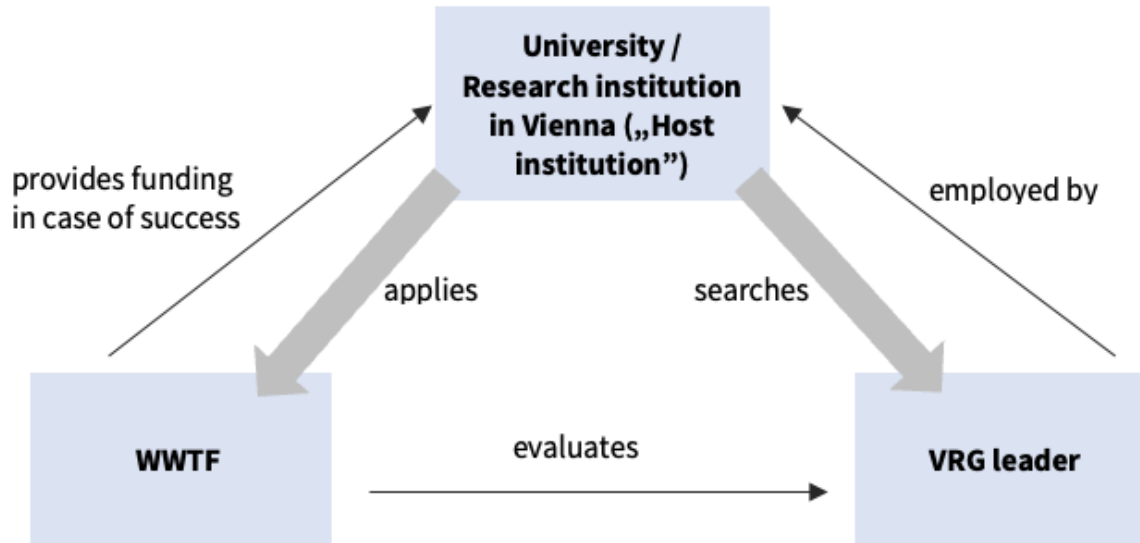 University /
Research institution
in Vienna („Host
institution”)
provides funding
in case of success
employed by
applies
searches
WWTF
evaluates
VRG leader